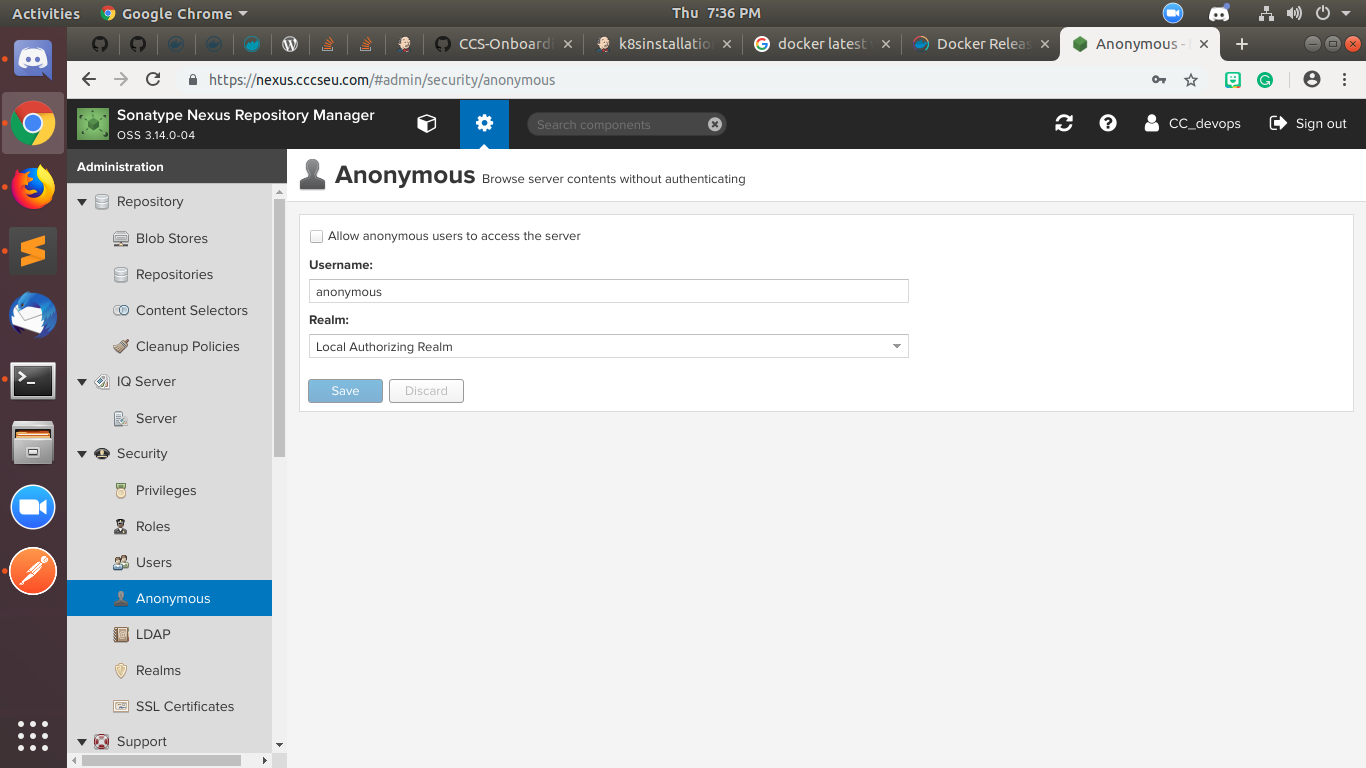 Activities Google Chrome Thu 7:36 PM
CCS-Onboard k8sinstallatio docker latest Docker Relea Anonymous -
https://nexus.cccseu.com/#admin/security/anonymous
Sonatype Nexus Repository Manager
OSS 3.14.0-04
Search components
CC_devops Sign out
Administration
Repository
Blob Stores
Repositories
Content Selectors
Cleanup Policies
IQ Server
Server
Security
Privileges
Roles
Users
Anonymous
LDAP
Realms
SSL Certificates
Support
Anonymous Browse server contents without authenticating
Allow anonymous users to access the server
Username:
anonymous
Realm:
Local Authorizing Realm
Save Discard